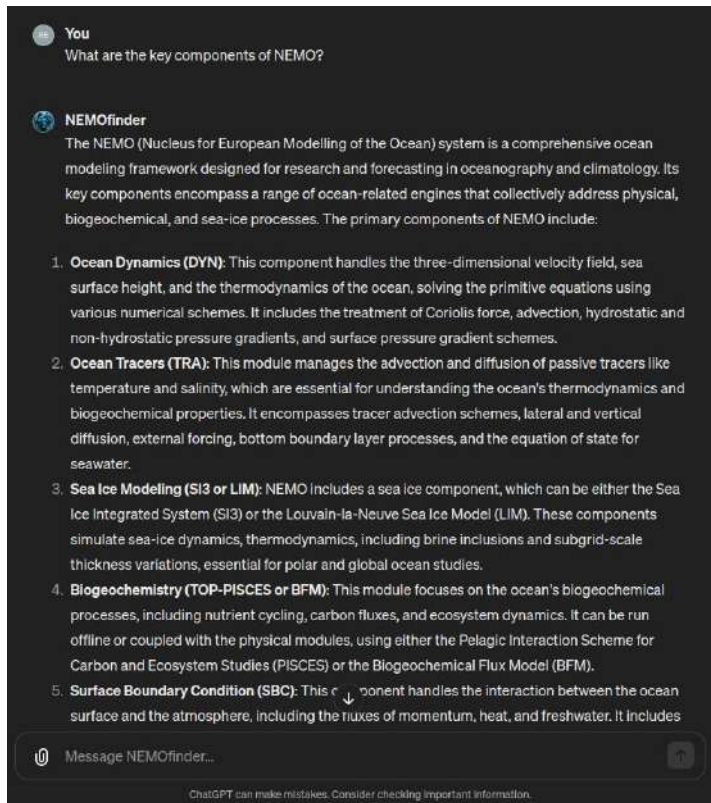 You
What are the key components of NEMO?
NEMOfinder
The NEMO (Nucleus for European Modelling of the Ocean) system is a comprehensive ocean
modeling framework designed for research and forecasting in oceanography and climatology. Its
key components encompass a range of ocean-related engines that collectively address physical,
biogeochemical, and sea-ice processes. The primary components of NEMO include:
1. Ocean Dynamics (DYN): This component handles the three-dimensional velocity field, sea
surface height, and the thermodynamics of the ocean, solving the primitive equations using
various numerical schemes. It includes the treatment of Coriolis force, advection, hydrostatic and
non-hydrostatic pressure gradients, and surface pressure gradient schemes.
2. Ocean Tracers (TRA): This module manages the advection and diffusion of passive tracers like
temperature and salinity, which are essential for understanding the ocean's thermodynamics and
biogeochemical properties. It encompasses tracer advection schemes, lateral and vertical
diffusion, external forcing, bottom boundary layer processes, and the equation of state for
seawater.
3. Sea Ice Modeling (SI3 or LIM): NEMO includes a sea ice component, which can be either the Sea
Ice Integrated System (SI3) or the Louvain-la-Neuve Sea Ice Model (LIM). These components
simulate sea-ice dynamics, thermodynamics, including brine inclusions and subgrid-scale
thickness variations, essential for polar and global ocean studies.
4. Biogeochemistry (TOP-PISCES or BFM): This module focuses on the ocean's biogeochemical
processes, including nutrient cycling, carbon fluxes, and ecosystem dynamics. It can be run
offline or coupled with the physical modules, using either the Pelagic Interaction Scheme for
Carbon and Ecosystem Studies (PISCES) or the Biogeochemical Flux Model (BFM).
5. Surface Boundary Condition (SBC): This handles the interaction between the ocean
surface and the atmosphere, including the fluxes of momentum, heat, and freshwater. It includes
Message NEMOfinder...
ChatGPT can make mistakes. Consider checking important information.